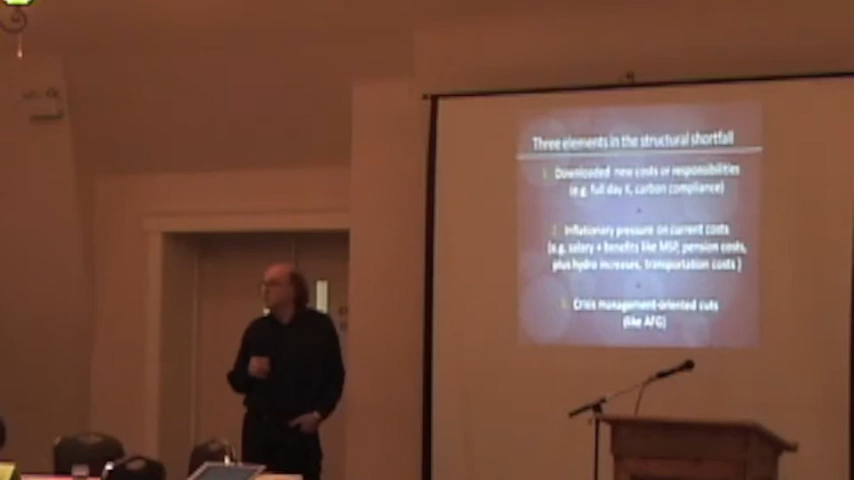 Three elements in the structural shortfall
1. Downloaded new costs or responsibilities
(e.g. full day K, carbon compliance)
2. Inflationary pressure on current costs
(e.g. salary + benefits like MSP, pension costs,
plus hydro increases, transportation costs )
3. Crisis management-oriented cuts
(like AFG)